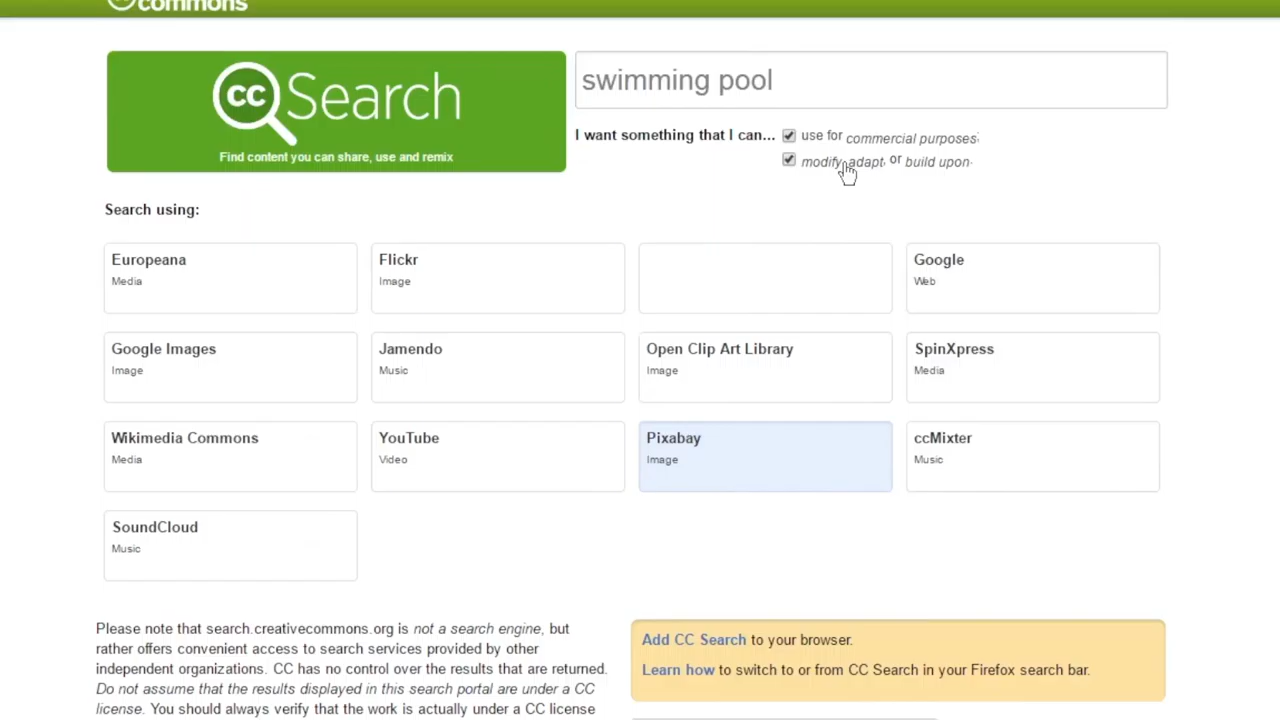 commons
cc Search
Find content you can share, use and remix
swimming pool
I want something that I can... use for commercial purposes;
modify, adapt, or build upon.
Search using:
Europeana
Media
Flickr
Image
Google
Web
Google Images
Image
Jamendo
Music
Open Clip Art Library
Image
SpinXpress
Media
Wikimedia Commons
Media
YouTube
Video
Pixabay
Image
ccMixter
Music
SoundCloud
Music
Please note that search.creativecommons.org is not a search engine, but
rather offers convenient access to search services provided by other
independent organizations. CC has no control over the results that are returned.
Do not assume that the results displayed in this search portal are under a CC
license. You should always verify that the work is actually under a CC license
Add CC Search to your browser.
Learn how to switch to or from CC Search in your Firefox search bar.